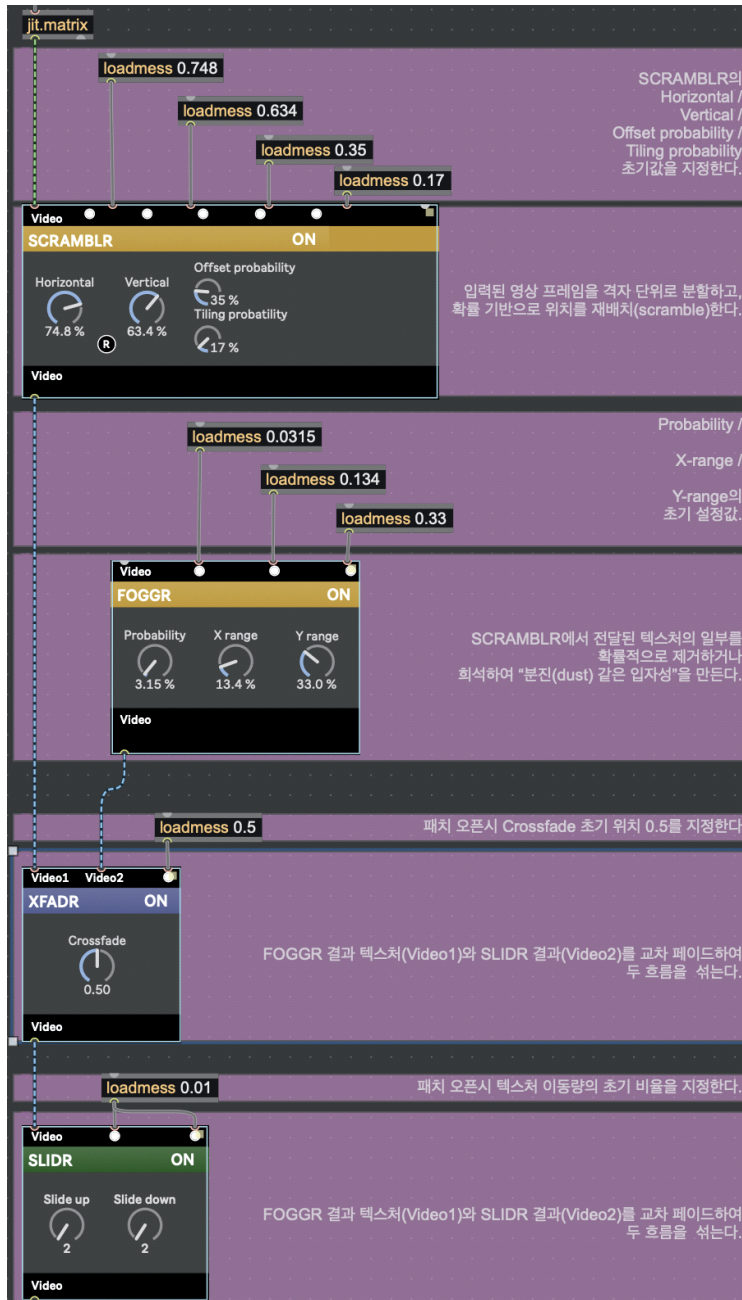 jit.matrix
loadmess 0.748
loadmess 0.634
loadmess 0.35
loadmess 0.17
SCRAMBLR의
Horizontal /
Vertical /
Offset probability /
Tiling probability
초기값을 지정한다.
Video
SCRAMBLR
ON
Horizontal
74.8 %
Vertical
63.4 %
Offset probability
35 %
Tiling probatility
17 %
R
Video
입력된 영상 프레임을 격자 단위로 분할하고,
확률 기반으로 위치를 재배치(scramble)한다.
loadmess 0.0315
loadmess 0.134
loadmess 0.33
Probability /
X-range /
Y-range의
초기 설정값.
Video
FOGGR
ON
Probability
3.15 %
X range
13.4 %
Y range
33.0 %
Video
SCRAMBLR에서 전달된 텍스처의 일부를
확률적으로 제거하거나
희석하여 “분진(dust) 같은 입자성”을 만든다.
loadmess 0.5
패치 오픈시 Crossfade 초기 위치 0.5를 지정한다
Video1
Video2
XFADR
ON
Crossfade
0.50
Video
FOGGR 결과 텍스처(Video1)와 SLIDR 결과(Video2)를 교차 페이드하여
두 흐름을 섞는다.
loadmess 0.01
패치 오픈시 텍스처 이동량의 초기 비율을 지정한다.
Video
SLIDR
ON
Slide up
2
Slide down
2
Video
FOGGR 결과 텍스처(Video1)와 SLIDR 결과(Video2)를 교차 페이드하여
두 흐름을 섞는다.